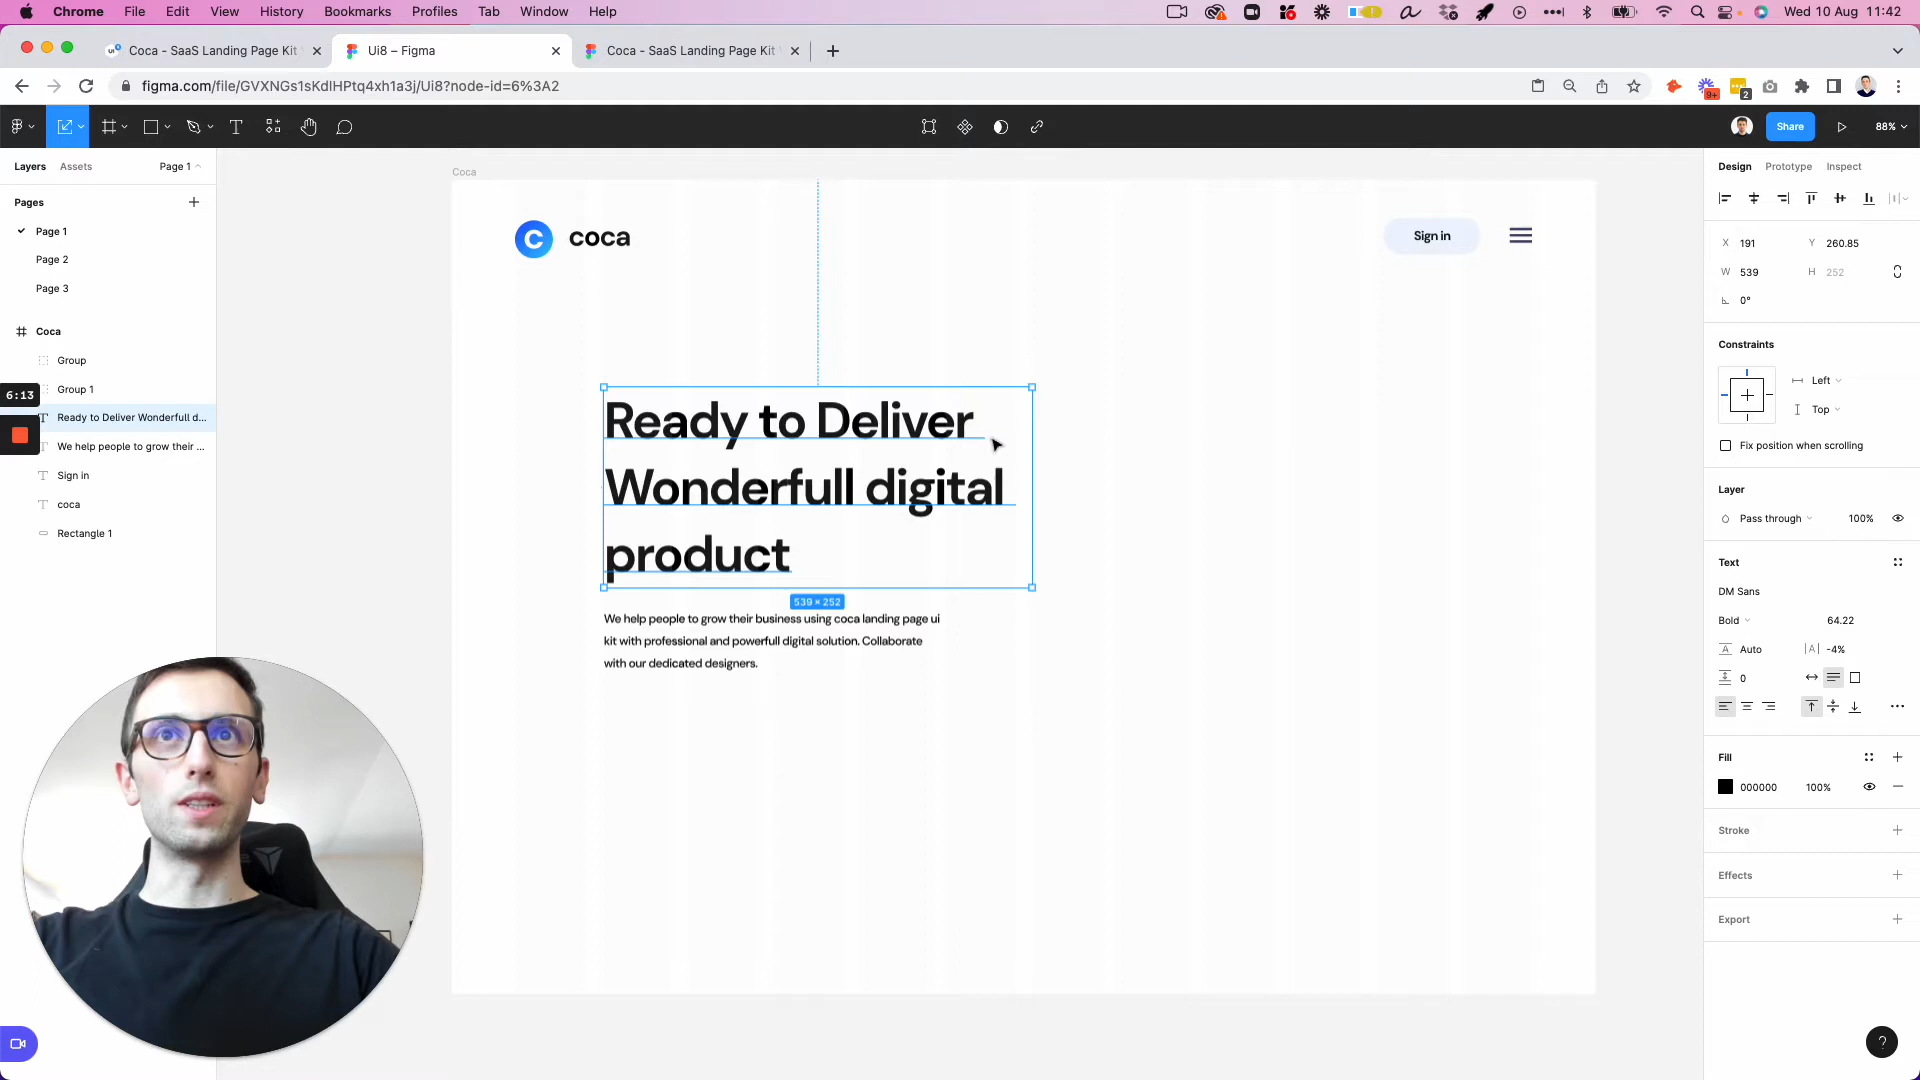 Chrome File Edit View History Bookmarks Profiles Tab Window Help Wed 10 Aug 11:42
Coca - SaaS Landing Page Kit
Ui8 – Figma
Coca - SaaS Landing Page Kit
figma.com/file/GVXNGs1sKdlHPtq4xh1a3j/Ui8?node-id=6%3A2
9+
2
Share
88%
Layers Assets Page 1
Pages
Page 1
Page 2
Page 3
Coca
Group
Group 1
Ready to Deliver Wonderfull d...
We help people to grow their ...
Sign in
coca
Rectangle 1
6:13
Coca
C coca
Sign in
Ready to Deliver
Wonderfull digital
product
539 × 252
We help people to grow their business using coca landing page ui
kit with professional and powerfull digital solution. Collaborate
with our dedicated designers.
Design Prototype Inspect
X 191 Y 260.85
W 539 H 252
0°
Constraints
Left
Top
Fix position when scrolling
Layer
Pass through 100%
Text
DM Sans
Bold 64.22
Auto -4%
0
Fill
000000 100%
Stroke
Effects
Export
?